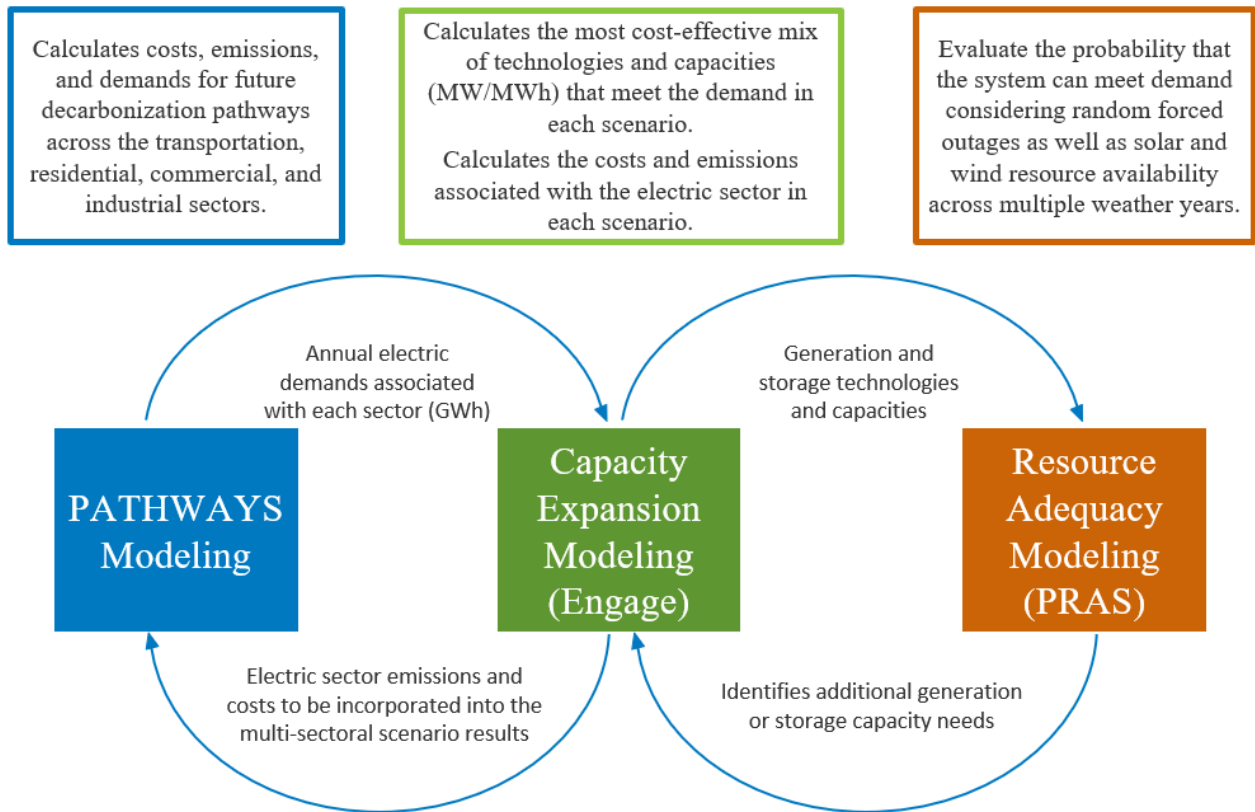 Calculates costs, emissions,
and demands for future
decarbonization pathways
across the transportation,
residential, commercial, and
industrial sectors.
Calculates the most cost-effective mix
of technologies and capacities
(MW/MWh) that meet the demand in
each scenario.
Calculates the costs and emissions
associated with the electric sector in
each scenario.
Evaluate the probability that
the system can meet demand
considering random forced
outages as well as solar and
wind resource availability
across multiple weather years.
Annual electric
demands associated
with each sector (GWh)
Generation and
storage technologies
and capacities
PATHWAYS
Modeling
Capacity
Expansion
Modeling
(Engage)
Resource
Adequacy
Modeling
(PRAS)
Electric sector emissions and
costs to be incorporated into the
multi-sectoral scenario results
Identifies additional generation
or storage capacity needs